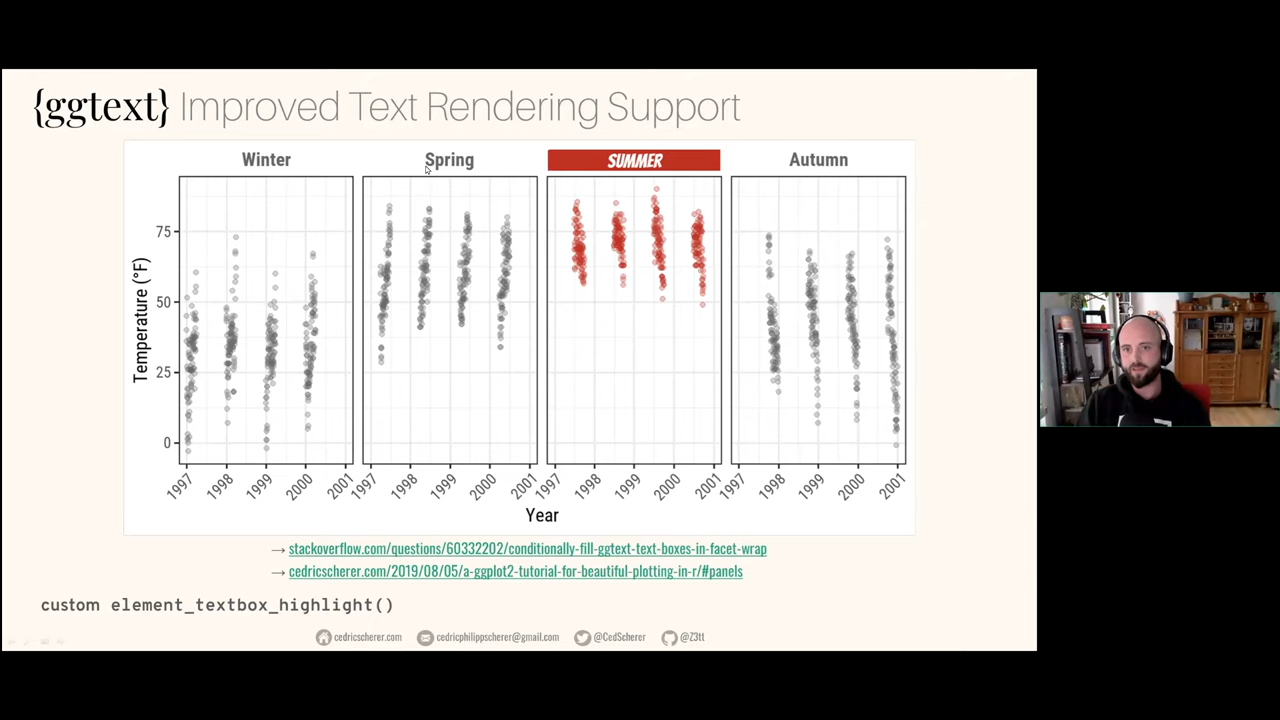 {ggtext} Improved Text Rendering Support
Winter Spring SUMMER Autumn
Temperature (°F)
75
50
25
0
1997 1998 1999 2000 2001 1997 1998 1999 2000 2001 1997 1998 1999 2000 2001 1997 1998 1999 2000 2001
Year
→ stackoverflow.com/questions/60332202/conditionally-fill-ggtext-text-boxes-in-facet-wrap
→ cedricscherer.com/2019/08/05/a-ggplot2-tutorial-for-beautiful-plotting-in-r/#panels
custom element_textbox_highlight()
cedricscherer.com cedricphilippscherer@gmail.com @CedScherer @Z3tt